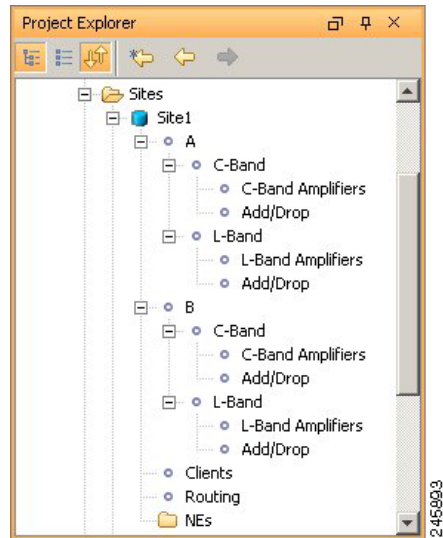 Project Explorer
Sites
Site1
A
C-Band
C-Band Amplifiers
Add/Drop
L-Band
L-Band Amplifiers
Add/Drop
B
C-Band
C-Band Amplifiers
Add/Drop
L-Band
L-Band Amplifiers
Add/Drop
Clients
Routing
NEs
245893